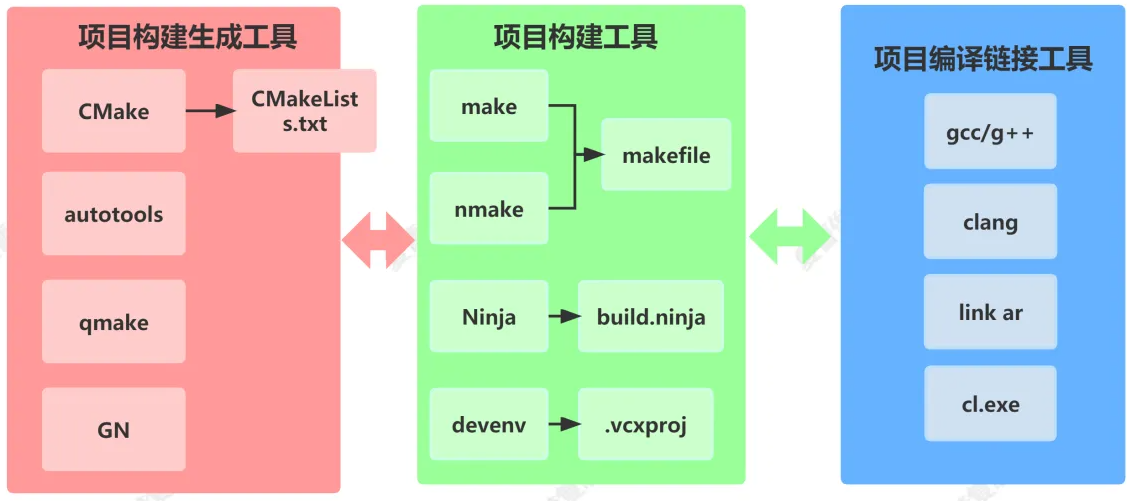 项目构建生成工具
CMake
CMakeList
s.txt
autotools
qmake
GN
项目构建工具
make
nmake
makefile
Ninja
build.ninja
devenv
.vcxproj
项目编译链接工具
gcc/g++
clang
link ar
cl.exe